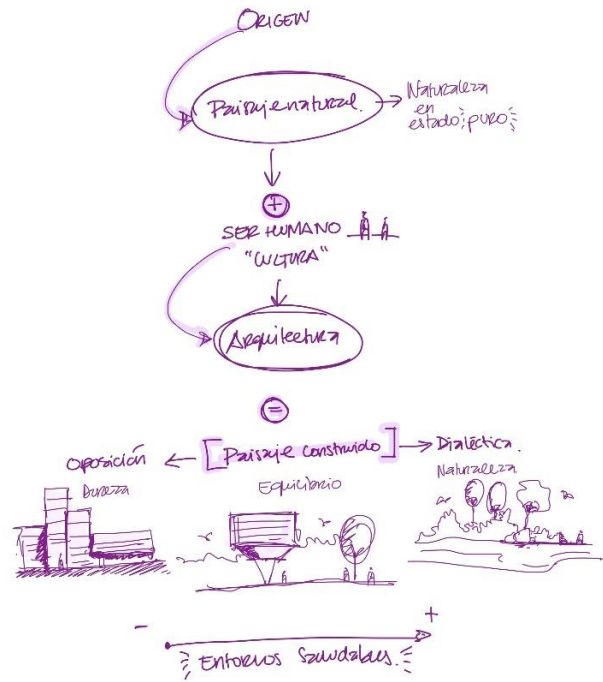 ORIGEN
Paisaje natural.
Naturaleza
en
estado puro
+
SER HUMANO
"CULTURA"
Arquitectura
=
Oposición
[Paisaje construido]
Dialéctica.
Dureza
Equilibrio
Naturaleza
- +
Entornos Saludables.